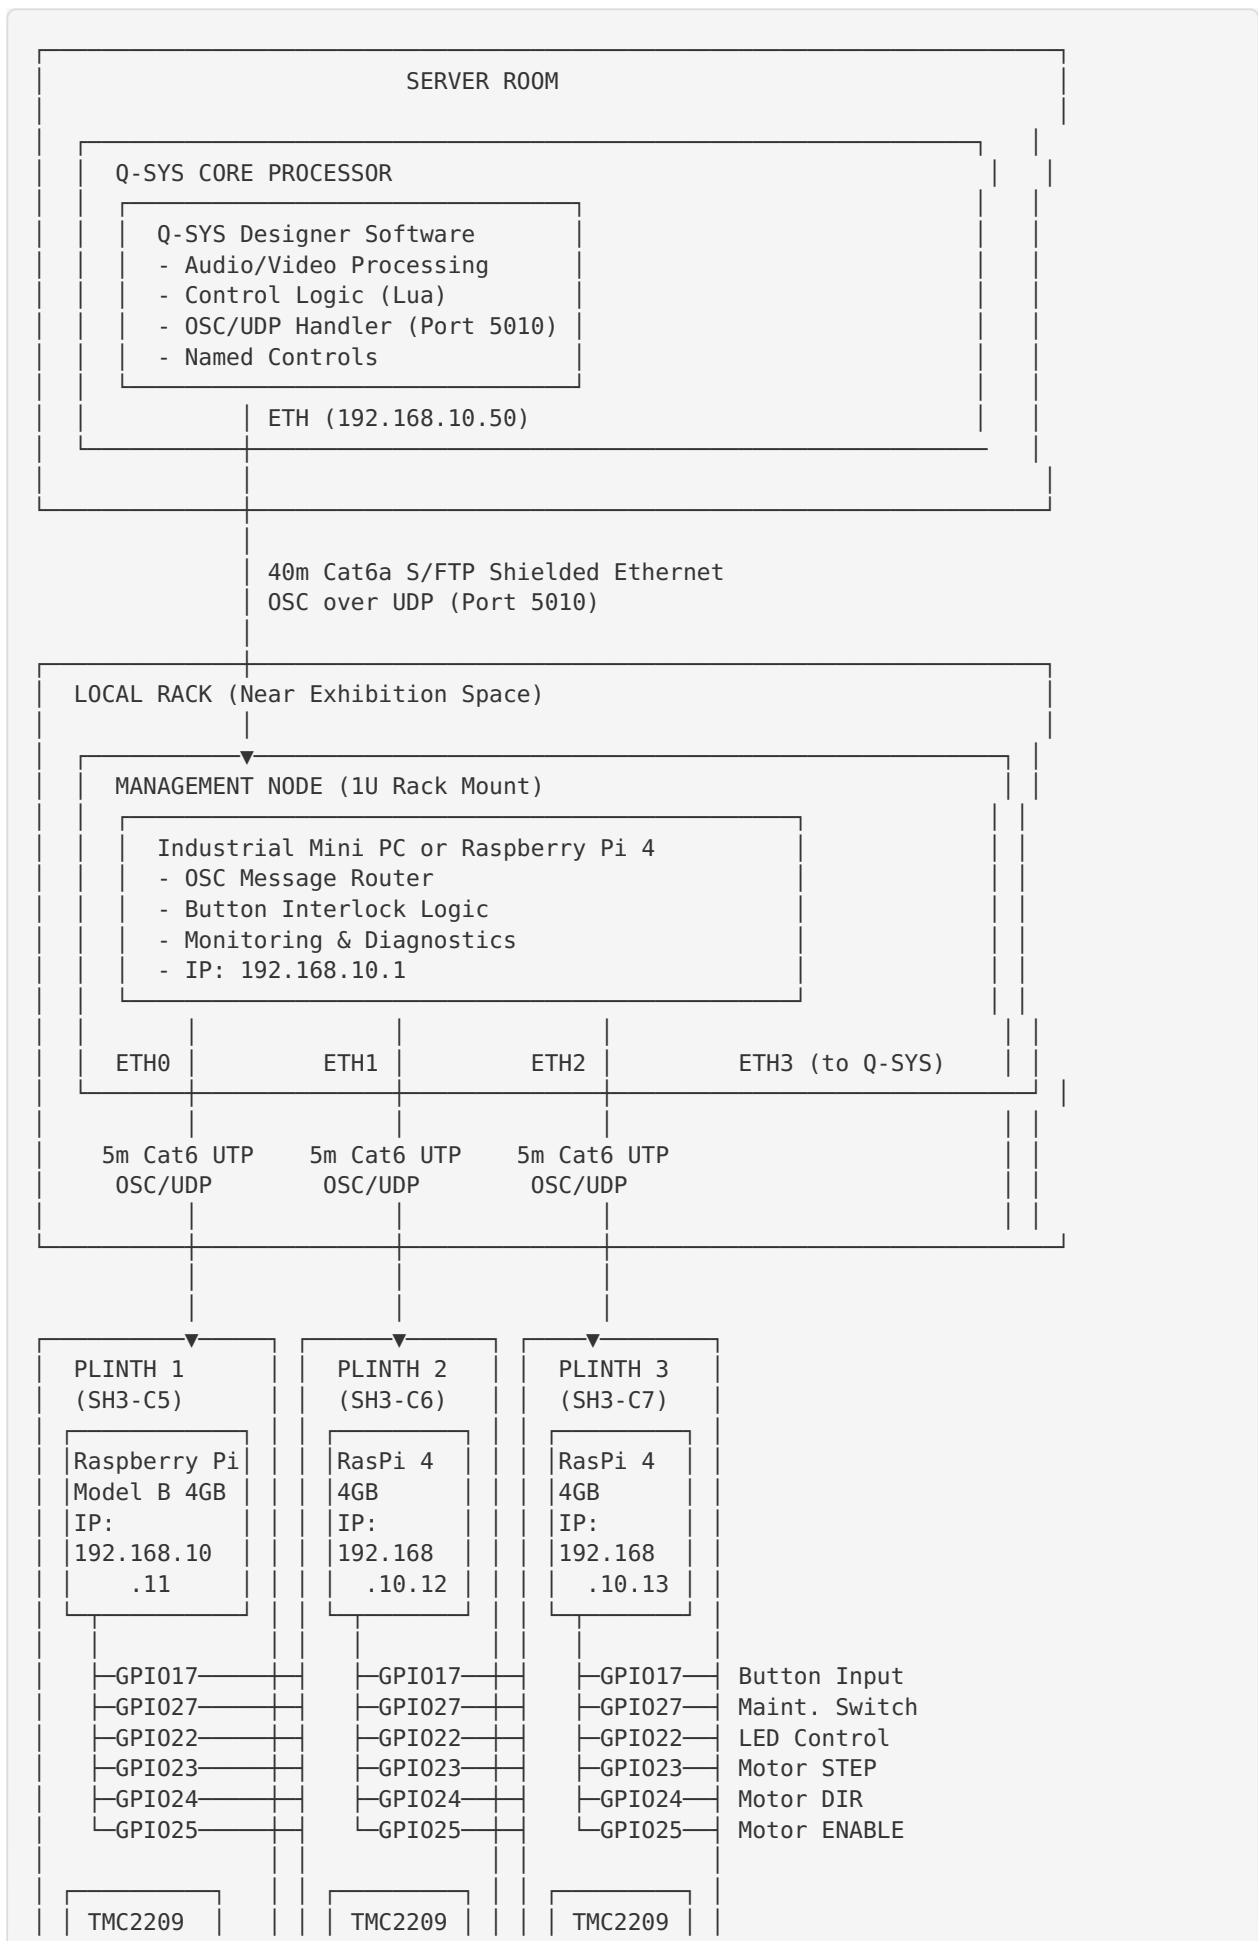 SERVER ROOM
Q-SYS CORE PROCESSOR
Q-SYS Designer Software
- Audio/Video Processing
- Control Logic (Lua)
- OSC/UDP Handler (Port 5010)
- Named Controls
ETH (192.168.10.50)
40m Cat6a S/FTP Shielded Ethernet
OSC over UDP (Port 5010)
LOCAL RACK (Near Exhibition Space)
MANAGEMENT NODE (1U Rack Mount)
Industrial Mini PC or Raspberry Pi 4
- OSC Message Router
- Button Interlock Logic
- Monitoring & Diagnostics
- IP: 192.168.10.1
ETH0 ETH1 ETH2 ETH3 (to Q-SYS)
5m Cat6 UTP 5m Cat6 UTP 5m Cat6 UTP
OSC/UDP OSC/UDP OSC/UDP
PLINTH 1 PLINTH 2 PLINTH 3
(SH3-C5) (SH3-C6) (SH3-C7)
Raspberry Pi RasPi 4 RasPi 4
Model B 4GB 4GB 4GB
IP: IP: IP:
192.168.10 192.168 192.168
.11 .10.12 .10.13
GPIO17 GPIO17 GPIO17 Button Input
GPIO27 GPIO27 GPIO27 Maint. Switch
GPIO22 GPIO22 GPIO22 LED Control
GPIO23 GPIO23 GPIO23 Motor STEP
GPIO24 GPIO24 GPIO24 Motor DIR
GPIO25 GPIO25 GPIO25 Motor ENABLE
TMC2209 TMC2209 TMC2209